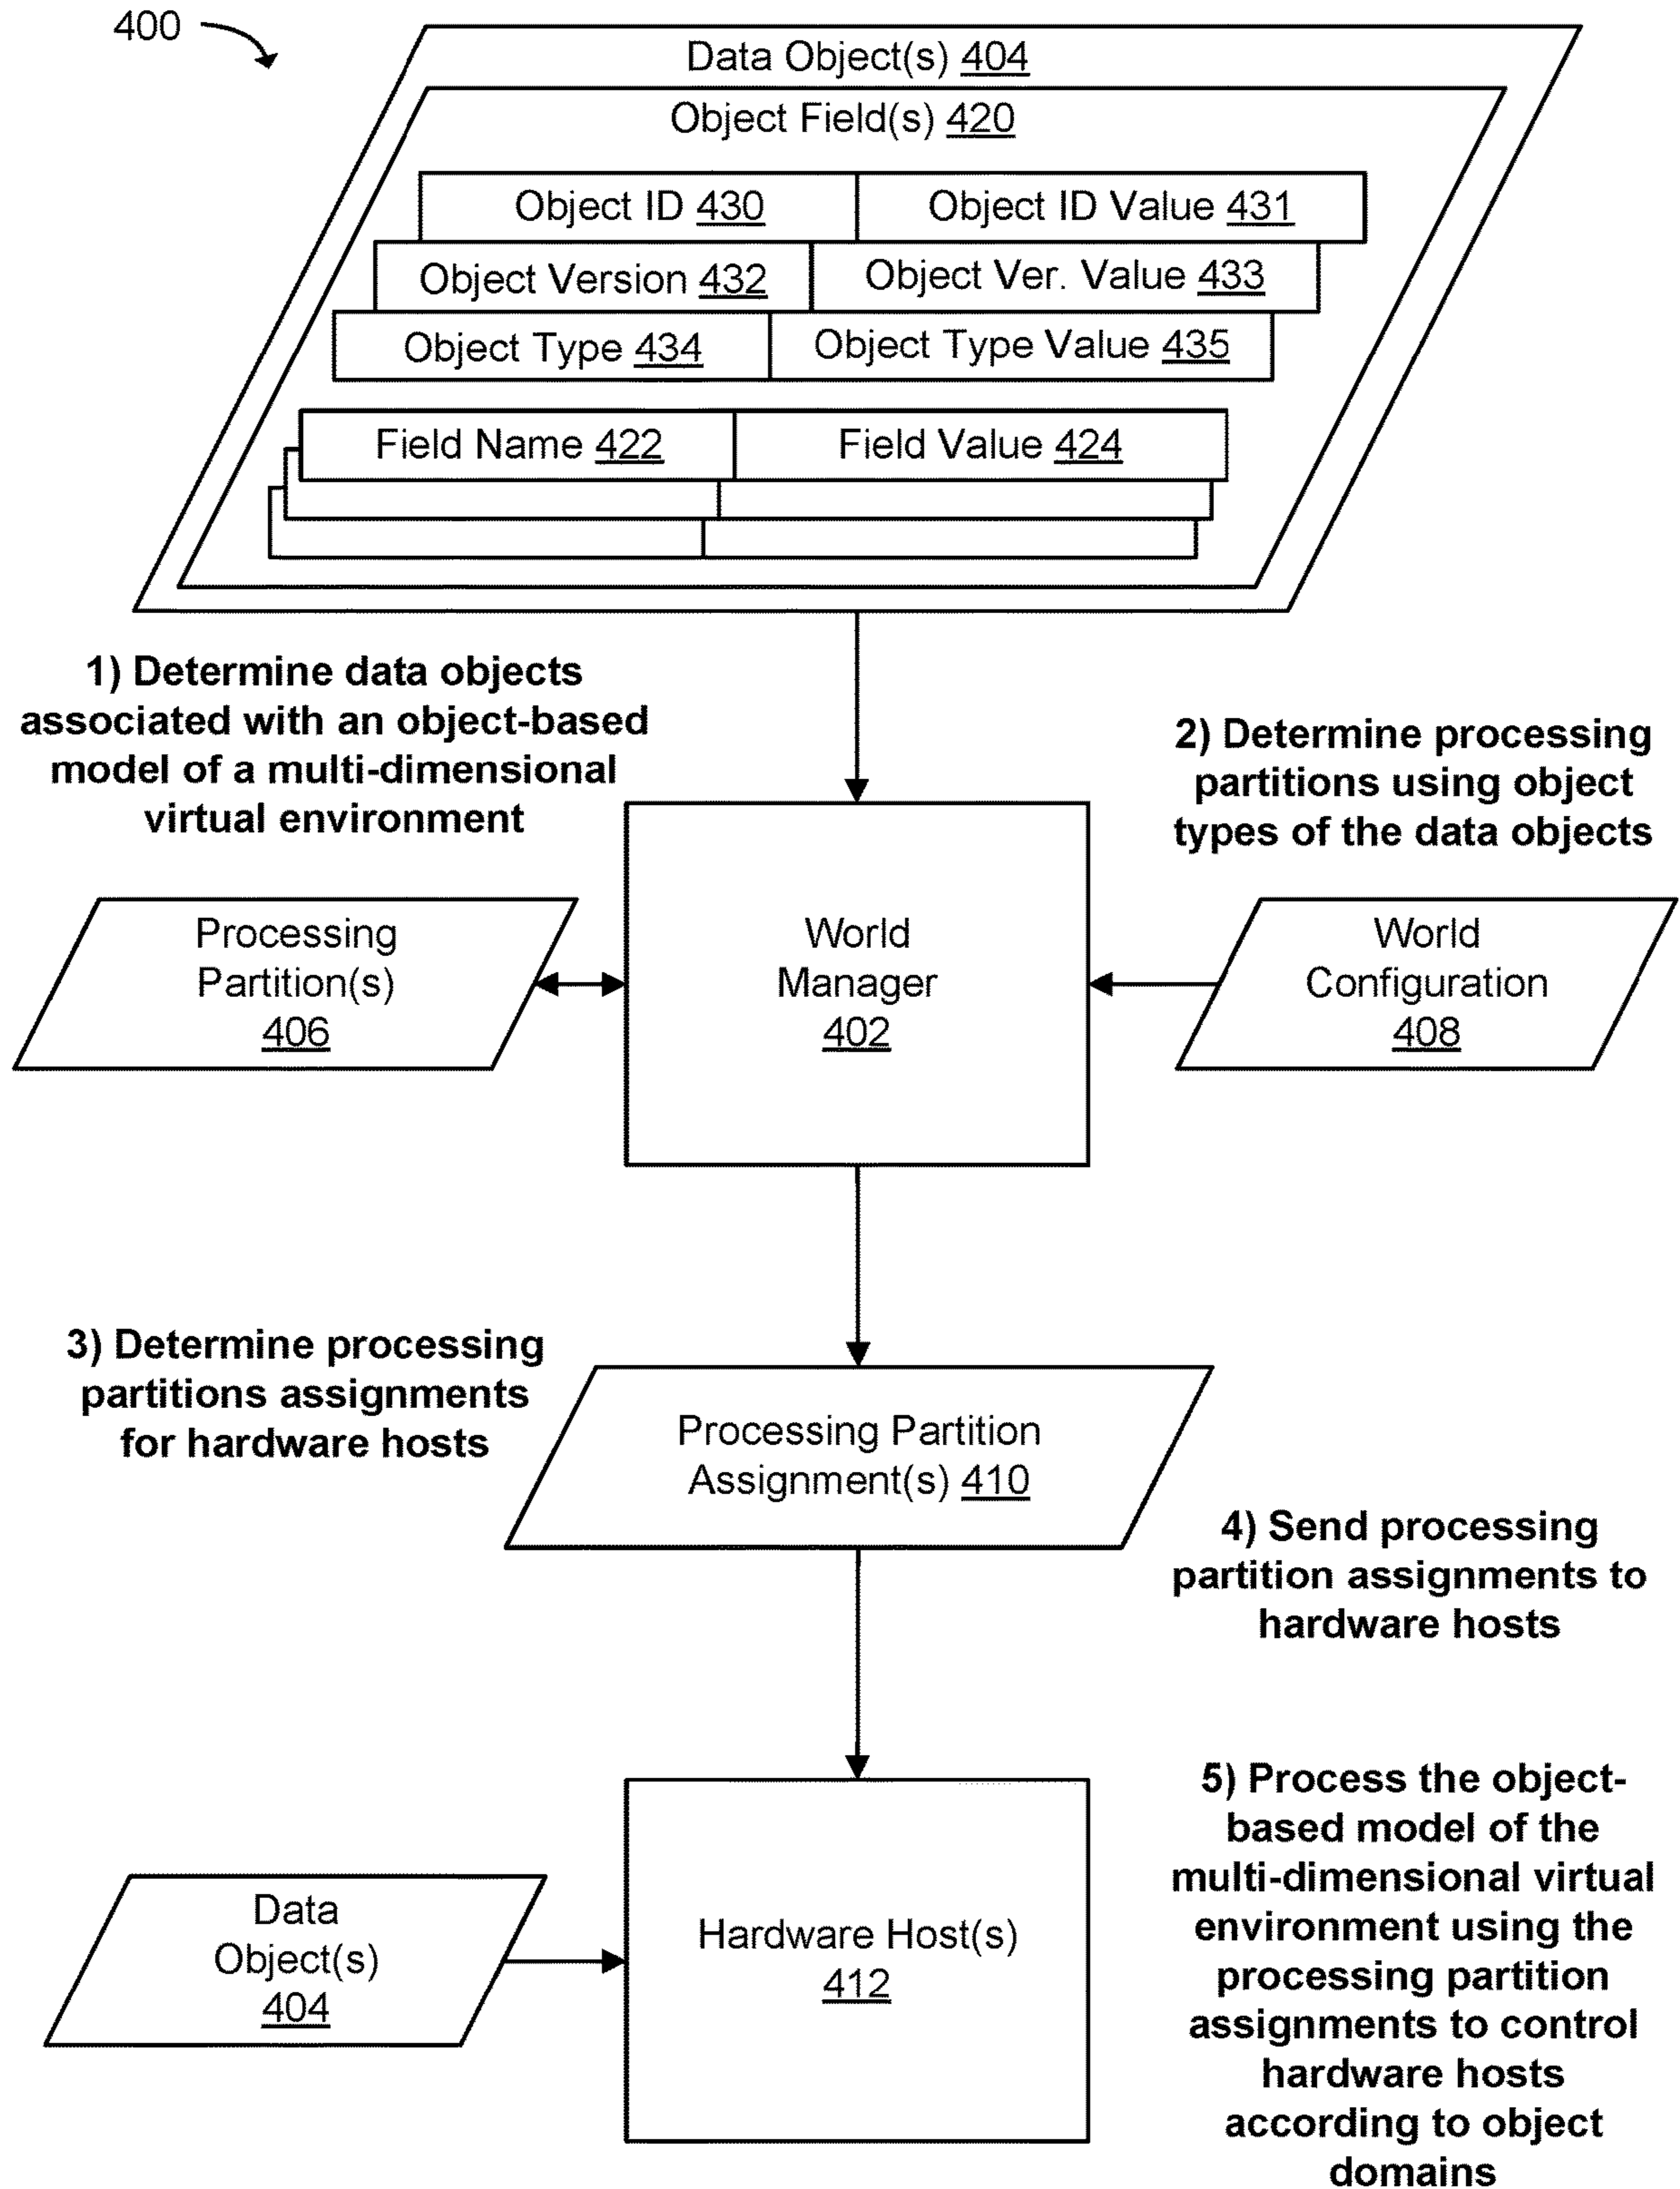 400
Data Object(s) 404
Object Field(s) 420
Object ID 430 Object ID Value 431
Object Version 432 Object Ver. Value 433
Object Type 434 Object Type Value 435
Field Name 422 Field Value 424
1) Determine data objects
associated with an object-based
model of a multi-dimensional
virtual environment
2) Determine processing
partitions using object
types of the data objects
Processing
Partition(s)
406
World
Manager
402
World
Configuration
408
3) Determine processing
partitions assignments
for hardware hosts
Processing Partition
Assignment(s) 410
4) Send processing
partition assignments to
hardware hosts
Data
Object(s)
404
Hardware Host(s)
412
5) Process the object-
based model of the
multi-dimensional virtual
environment using the
processing partition
assignments to control
hardware hosts
according to object
domains